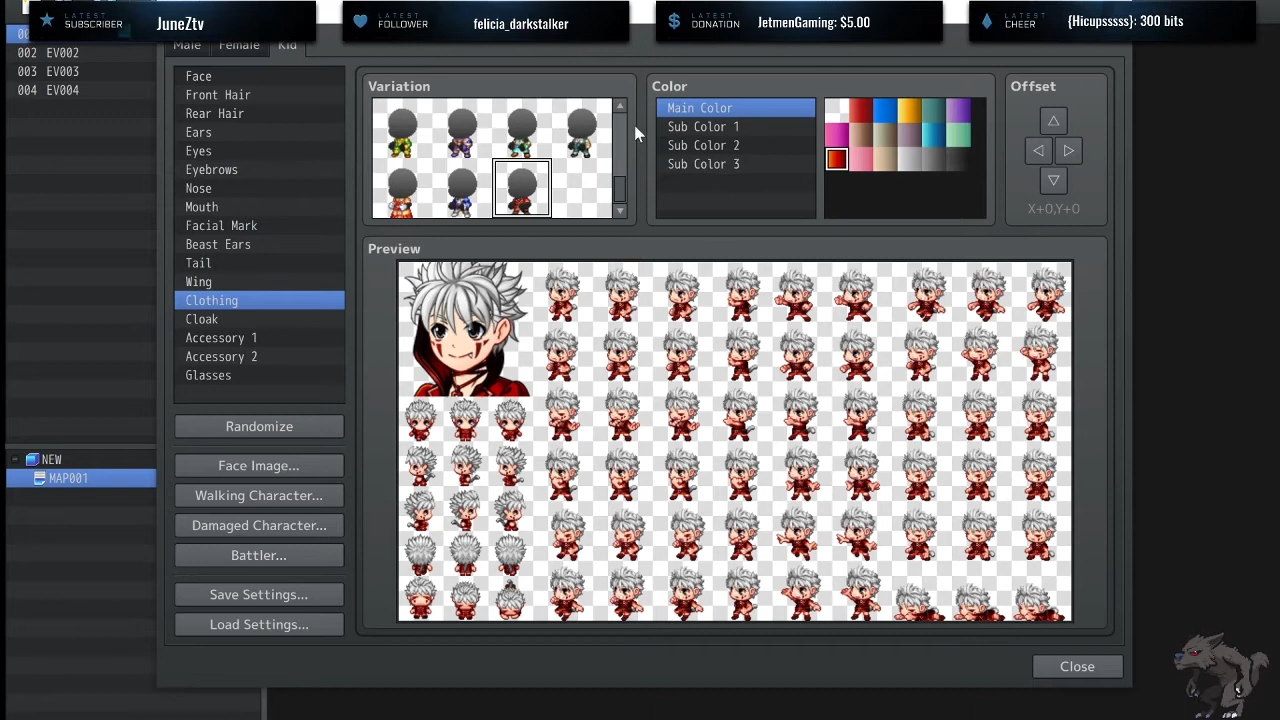 LATEST
SUBSCRIBER
JuneZtv
LATEST
FOLLOWER
felicia_darkstalker
LATEST
DONATION
JetmenGaming: $5.00
LATEST
CHEER
{Hicupsssss}: 300 bits
002 EV002
003 EV003
004 EV004
Male
Female
Kid
Face
Front Hair
Rear Hair
Ears
Eyes
Eyebrows
Nose
Mouth
Facial Mark
Beast Ears
Tail
Wing
Clothing
Cloak
Accessory 1
Accessory 2
Glasses
Randomize
Face Image...
Walking Character...
Damaged Character...
Battler...
Save Settings...
Load Settings...
Variation
Color
Main Color
Sub Color 1
Sub Color 2
Sub Color 3
Offset
X+0,Y+0
Preview
NEW
MAP001
Close